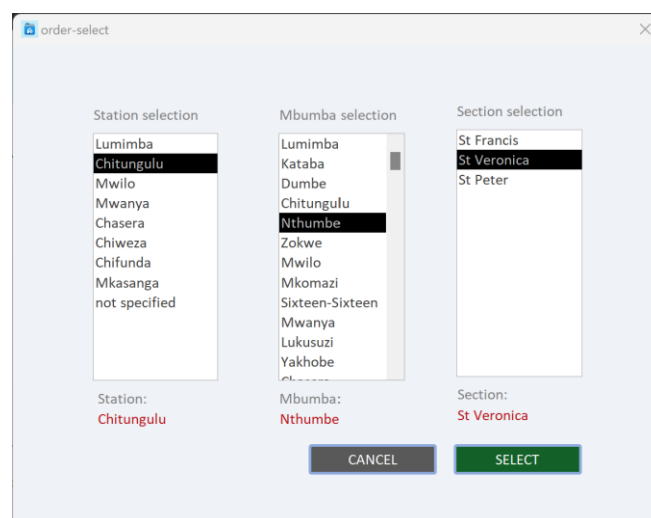 order-select
Station selection
Lumimba
Chitungulu
Mwilo
Mwanya
Chasera
Chiweza
Chifunda
Mkasanga
not specified
Station:
Chitungulu
Mbumba selection
Lumimba
Kataba
Dumbe
Chitungulu
Nthumbe
Zokwe
Mwilo
Mkomazi
Sixteen-Sixteen
Mwanya
Lukusuzi
Yakhobe
Mbumba:
Nthumbe
Section selection
St Francis
St Veronica
St Peter
Section:
St Veronica
CANCEL
SELECT